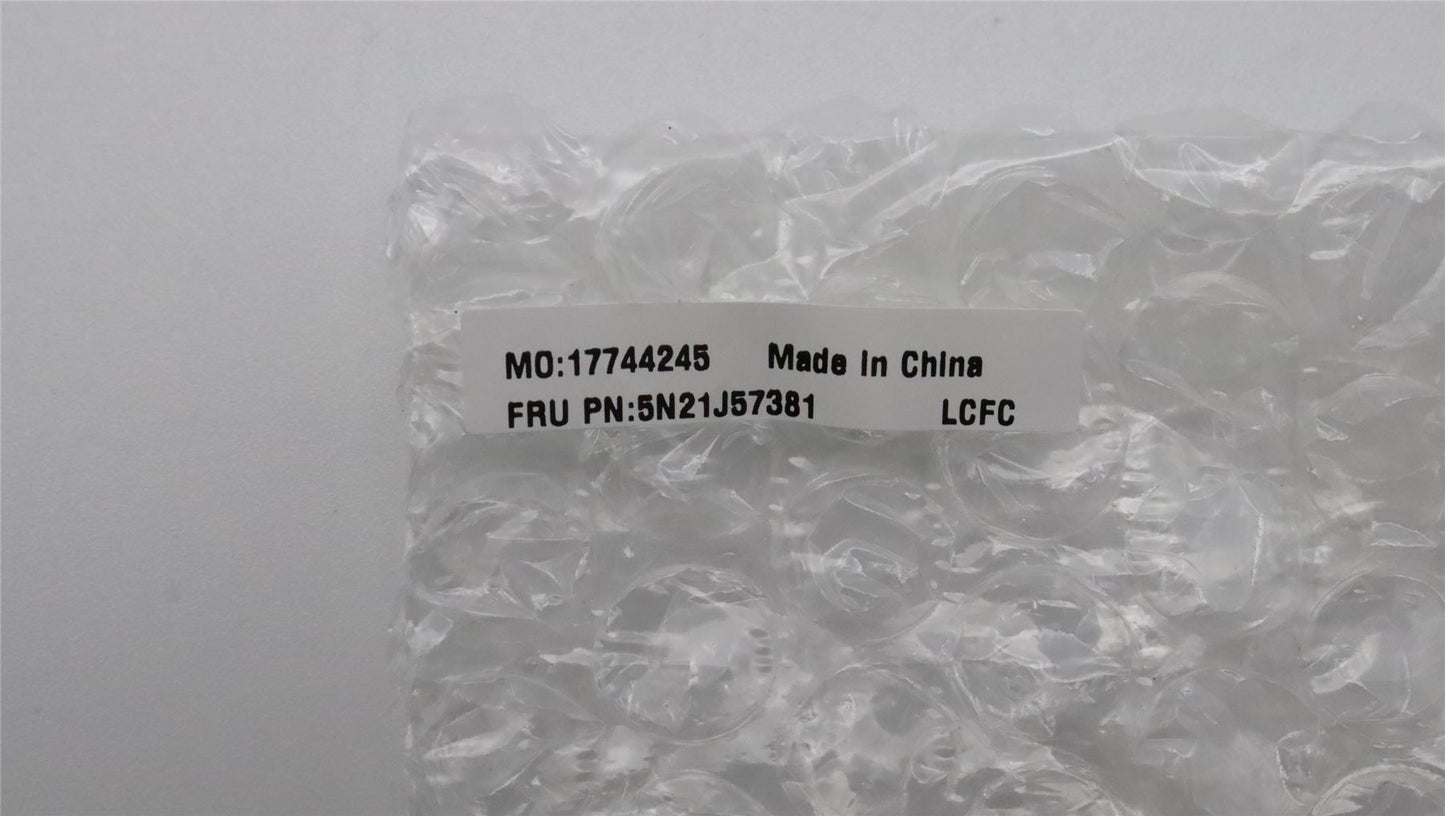 MO:17744245 Made In China
FRU PN:5N21J57381 LCFC